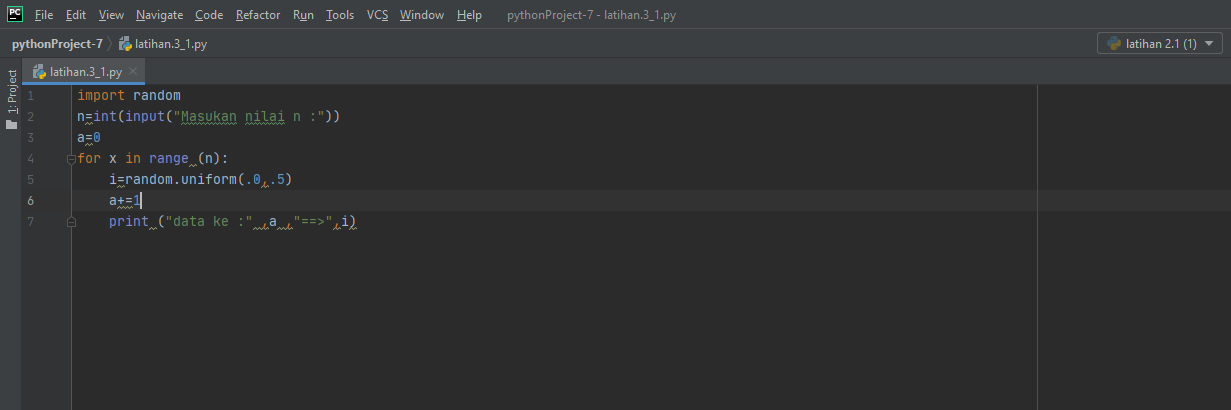 PC File Edit View Navigate Code Refactor Run Tools VCS Window Help pythonProject-7 - latihan.3_1.py
pythonProject-7 latihan.3_1.py latihan 2.1 (1)
1: Project
latihan.3_1.py
1 import random
2 n=int(input("Masukan nilai n :"))
3 a=0
4 for x in range (n):
5 i=random.uniform(.0,.5)
6 a+=1
7 print ("data ke :" ,a ,"==>",i)